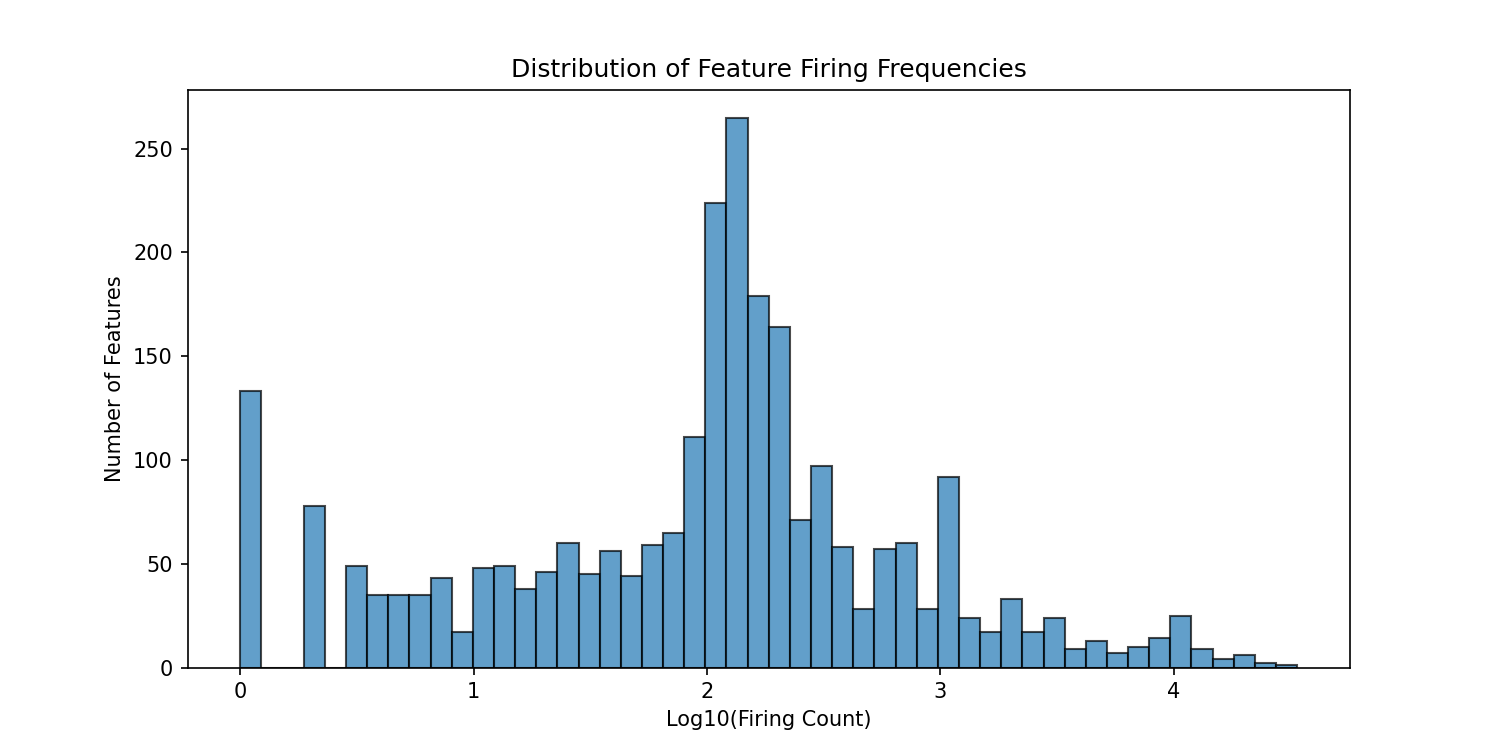 Distribution of Feature Firing Frequencies
Number of Features
250
200
150
100
50
0
0 1 2 3 4
Log10(Firing Count)